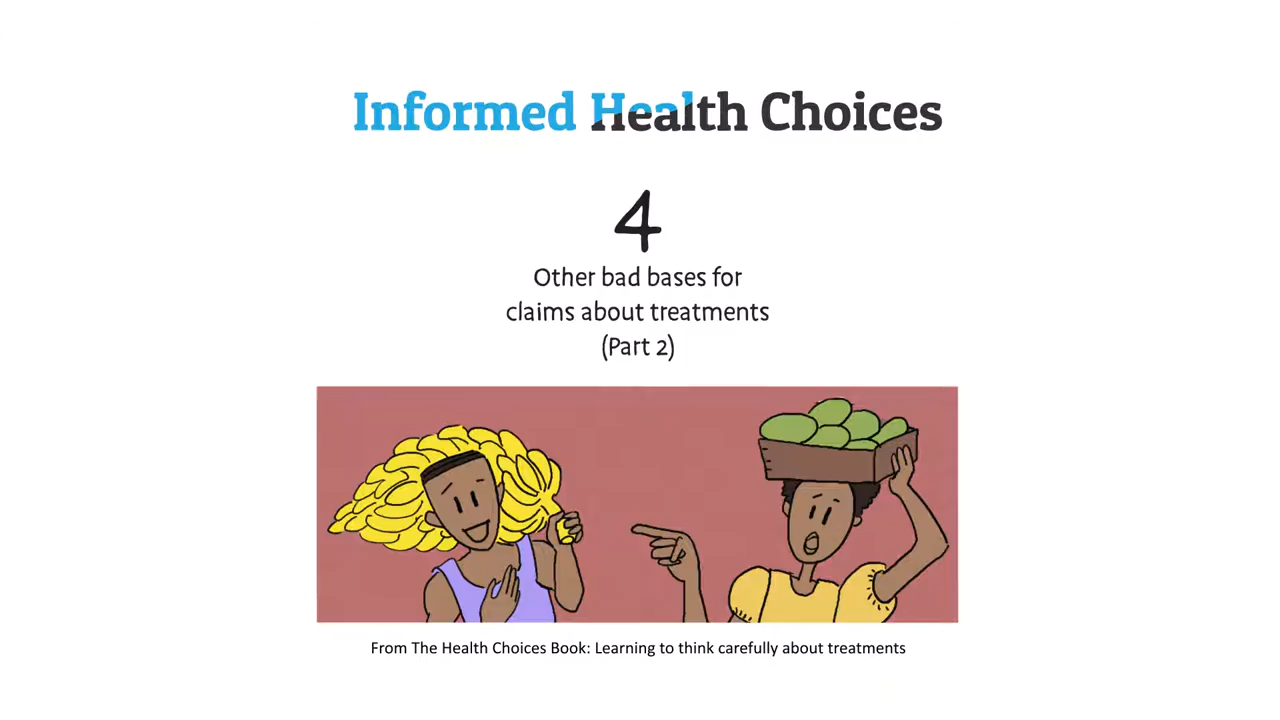 Informed Health Choices
4
Other bad bases for
claims about treatments
(Part 2)
From The Health Choices Book: Learning to think carefully about treatments